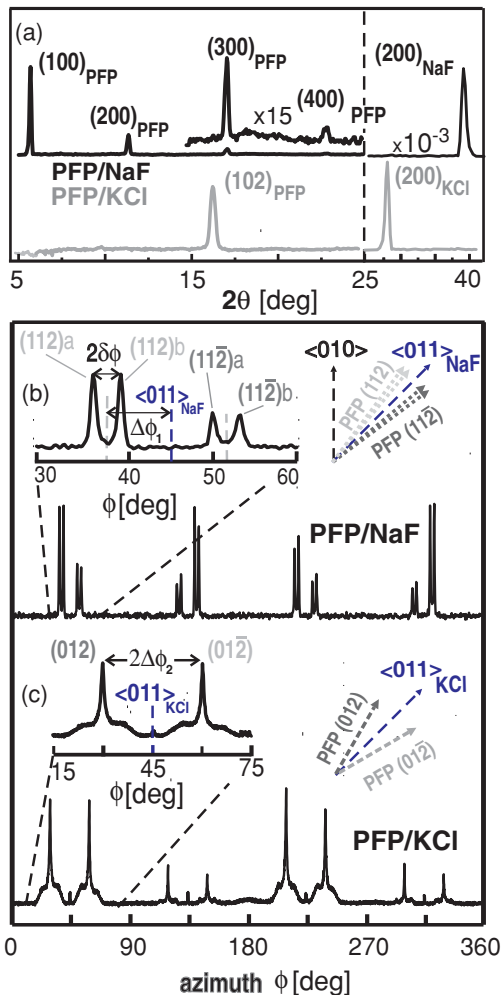 (a)
(100)PFP
(200)PFP
(300)PFP
(400)PFP
(200)NaF
x15
x10-3
PFP/NaF
PFP/KCl
(102)PFP
(200)KCl
5 15 25 40
2θ [deg]
(112)a
(112)b
2δϕ
(b)
<011>NaF
(112̄)a
(112̄)b
Δϕ1
30 40 50 60
ϕ[deg]
<010>
<011>NaF
PFP (112)
PFP (112̄)
PFP/NaF
(012)
2Δϕ2
(012̄)
(c)
<011>KCl
15 45 75
ϕ[deg]
<011>KCl
PFP (012)
PFP (012̄)
PFP/KCl
0 90 180 270 360
azimuth ϕ[deg]